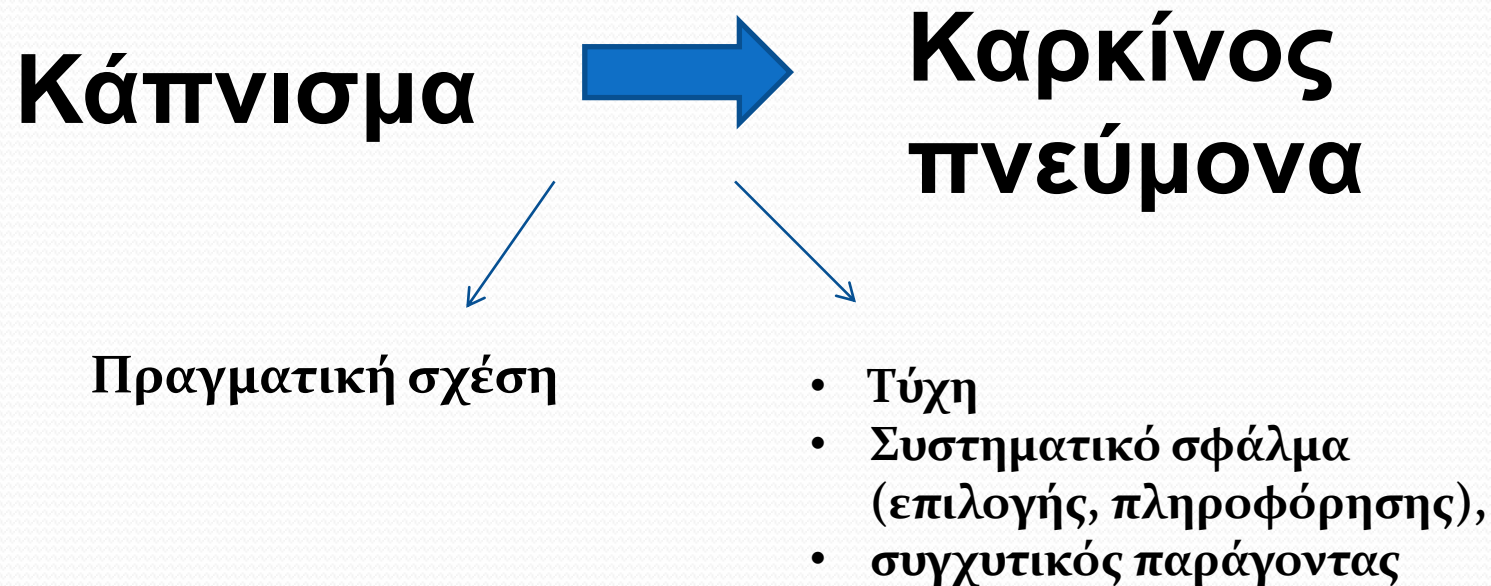 Κάπνισμα
Καρκίνος
πνεύμονα
Πραγματική σχέση
• Τύχη
• Συστηματικό σφάλμα
(επιλογής, πληροφόρησης),
• συγχυτικός παράγοντας